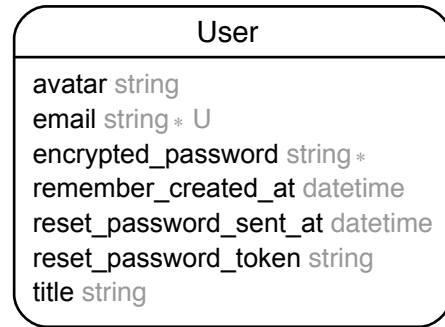 User
avatar string
email string * U
encrypted_password string *
remember_created_at datetime
reset_password_sent_at datetime
reset_password_token string
title string